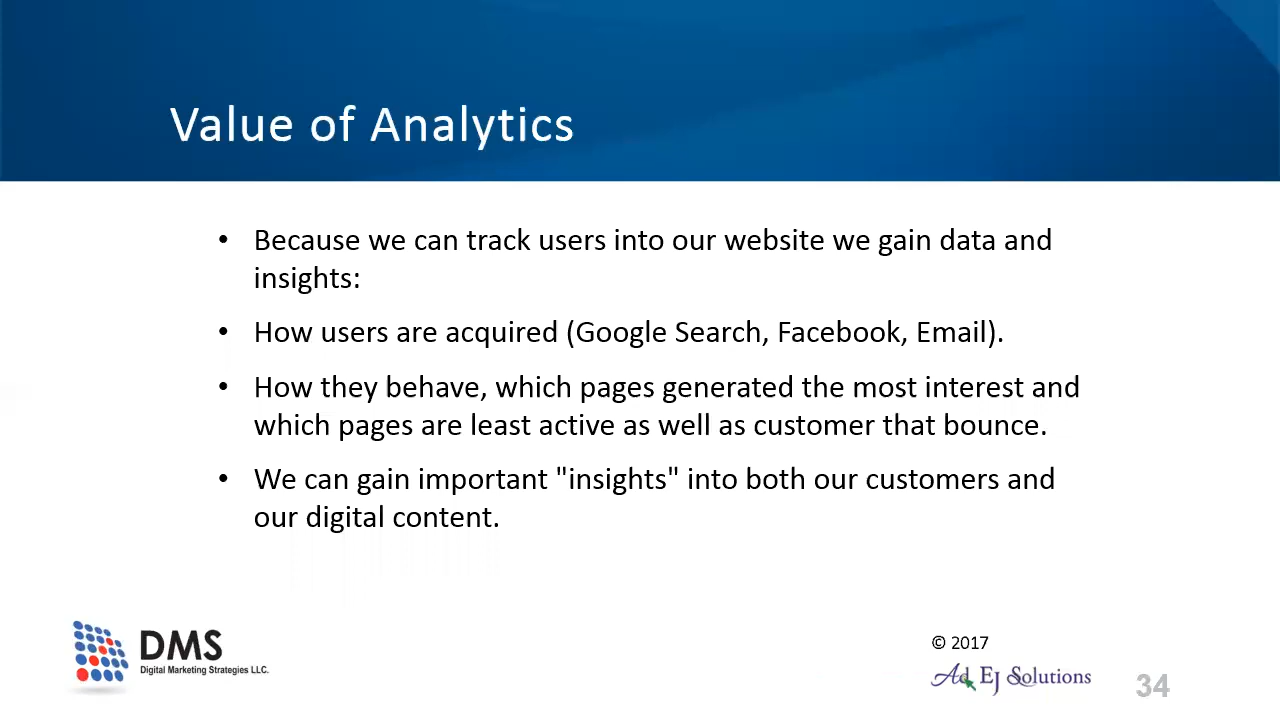 Value of Analytics
• Because we can track users into our website we gain data and
insights:
• How users are acquired (Google Search, Facebook, Email).
• How they behave, which pages generated the most interest and
which pages are least active as well as customer that bounce.
• We can gain important "insights" into both our customers and
our digital content.
DMS
Digital Marketing Strategies LLC.
© 2017
Ad EJ Solutions
34